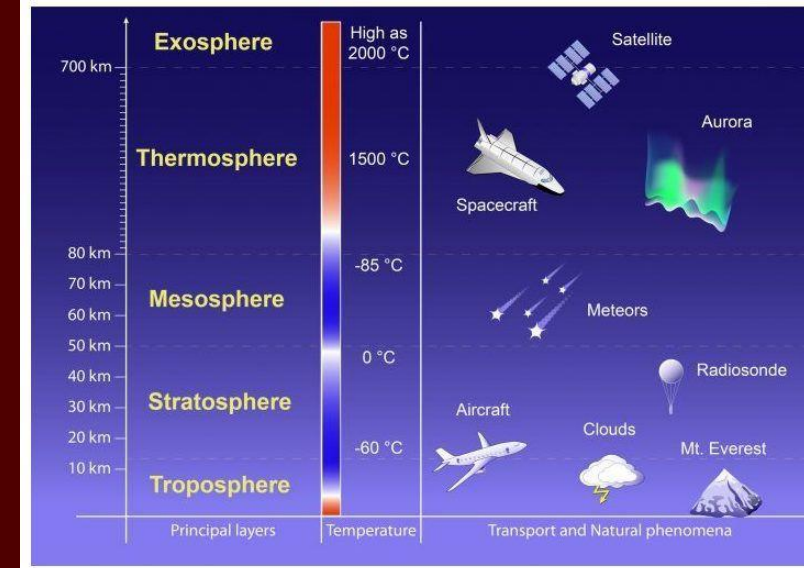 Exosphere
High as
2000 °C
Satellite
700 km
Aurora
Thermosphere
1500 °C
Spacecraft
80 km
-85 °C
70 km
Mesosphere
60 km
Meteors
50 km
0 °C
40 km
Radiosonde
30 km
Stratosphere
Aircraft
Clouds
20 km
-60 °C
Mt. Everest
10 km
Troposphere
Principal layers
Temperature
Transport and Natural phenomena